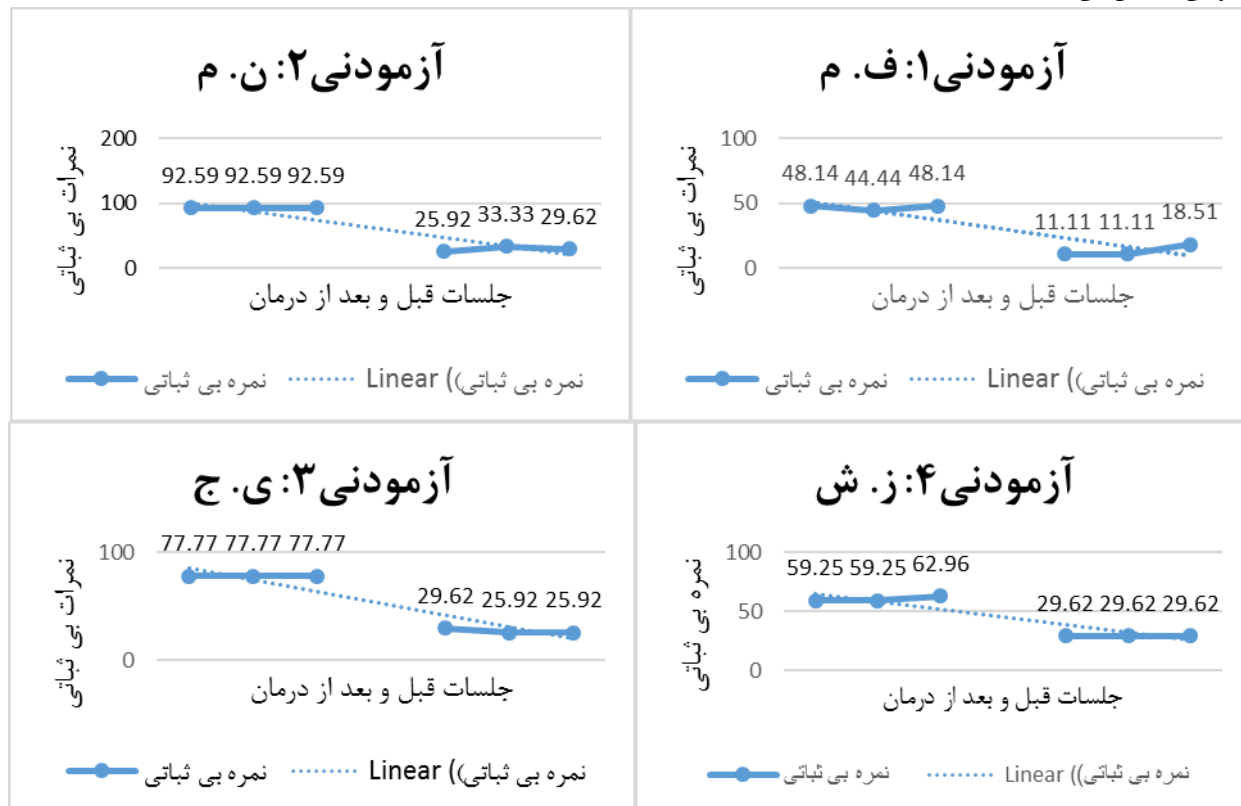 آزمودنی۱: ف. م
100
50
0
نمرات بی ثباتی
48.14 44.44 48.14
11.11 11.11 18.51
جلسات قبل و بعد از درمان
نمره بی ثباتی
Linear (نمره بی ثباتی)
آزمودنی۲: ن. م
200
100
0
نمرات بی ثباتی
92.59 92.59 92.59
25.92 33.33 29.62
جلسات قبل و بعد از درمان
نمره بی ثباتی
Linear (نمره بی ثباتی)
آزمودنی۳: ی. ج
100
0
نمرات بی ثباتی
77.77 77.77 77.77
29.62 25.92 25.92
جلسات قبل و بعد از درمان
نمره بی ثباتی
Linear (نمره بی ثباتی)
آزمودنی۴: ز. ش
100
50
0
نمره بی ثباتی
59.25 59.25 62.96
29.62 29.62 29.62
جلسات قبل و بعد از درمان
نمره بی ثباتی
Linear (نمره بی ثباتی)